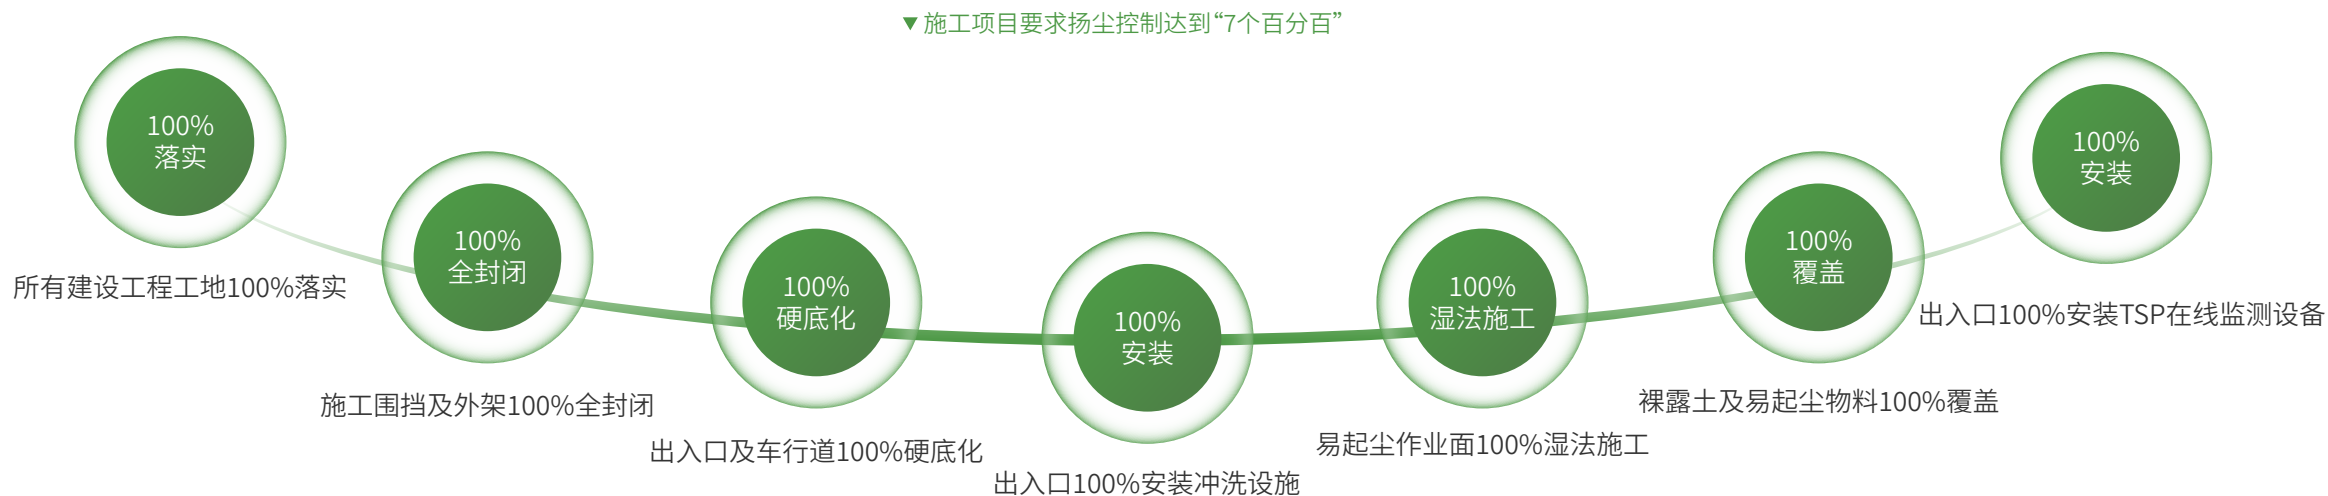 ▼施工项目要求扬尘控制达到“7个百分百”
100%
落实
所有建设工程工地100%落实
100%
全封闭
施工围挡及外架100%全封闭
100%
硬底化
出入口及车行道100%硬底化
100%
安装
出入口100%安装冲洗设施
100%
湿法施工
易起尘作业面100%湿法施工
100%
覆盖
裸露土及易起尘物料100%覆盖
100%
安装
出入口100%安装TSP在线监测设备